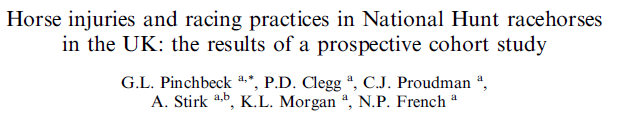 Horse injuries and racing practices in National Hunt racehorses
in the UK: the results of a prospective cohort study
G.L. Pinchbeck a,*, P.D. Clegg a, C.J. Proudman a,
A. Stirk a,b, K.L. Morgan a, N.P. French a